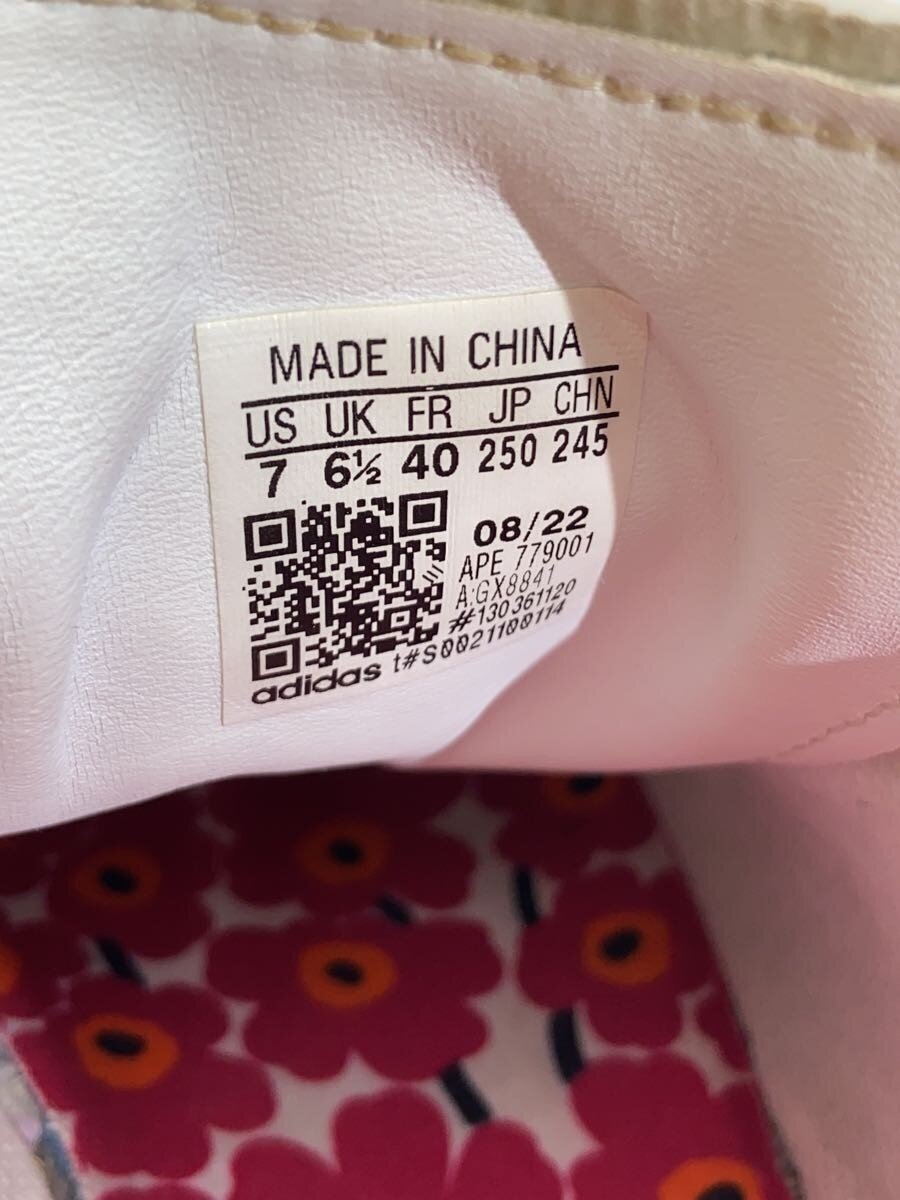 MADE IN CHINA
US UK FR JP CHN
7 6½ 40 250 245
08/22
APE 779001
A:GX8841
#130361120
t#S0021100114
adidas